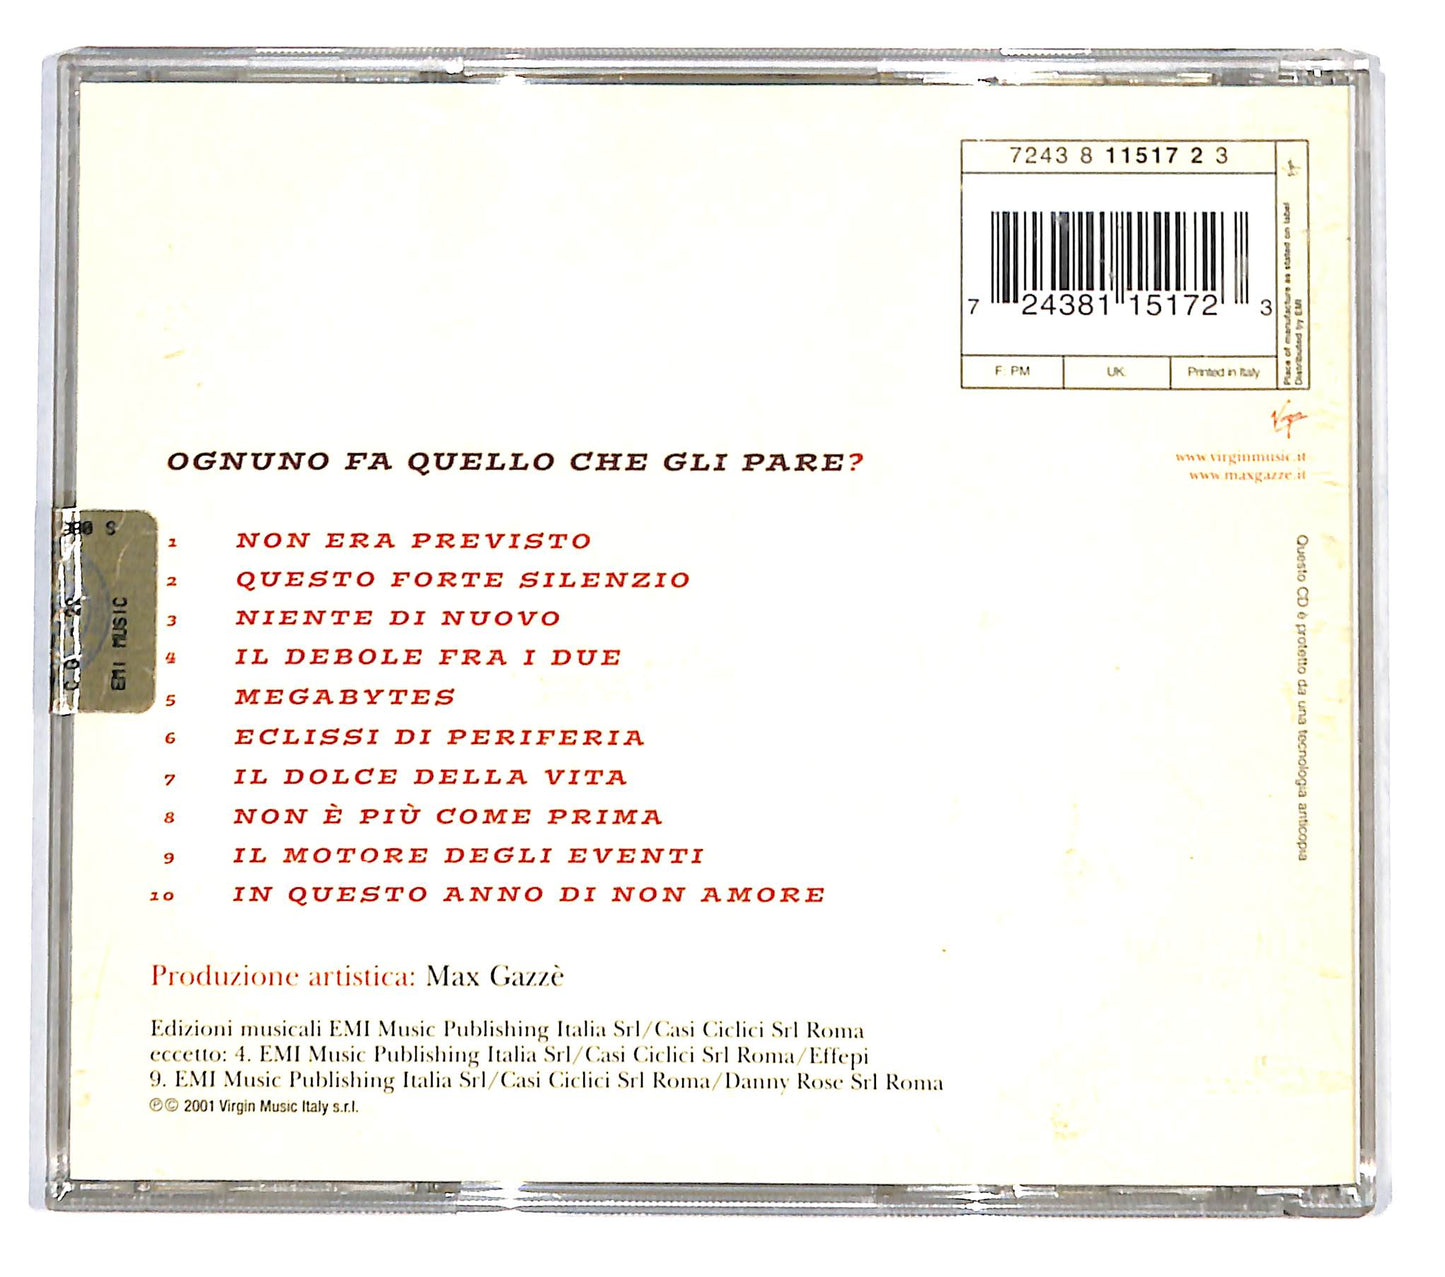 7243 8 11517 2 3
7 24381 15172 3
F: PM
UK:
Printed in Italy
Place of manufacture as stated on label
Distributed by EMI
Virgin
www.virginmusic.it
www.maxgazze.it
OGNUNO FA QUELLO CHE GLI PARE?
1 NON ERA PREVISTO
2 QUESTO FORTE SILENZIO
3 NIENTE DI NUOVO
4 IL DEBOLE FRA I DUE
5 MEGABYTES
6 ECLISSI DI PERIFERIA
7 IL DOLCE DELLA VITA
8 NON È PIÙ COME PRIMA
9 IL MOTORE DEGLI EVENTI
10 IN QUESTO ANNO DI NON AMORE
Produzione artistica: Max Gazzè
Edizioni musicali EMI Music Publishing Italia Srl/Casi Ciclici Srl Roma
eccetto: 4. EMI Music Publishing Italia Srl/Casi Ciclici Srl Roma/Effepi
9. EMI Music Publishing Italia Srl/Casi Ciclici Srl Roma/Danny Rose Srl Roma
℗© 2001 Virgin Music Italy s.r.l.
Questo CD è protetto da una tecnologia anticopia
EMI MUSIC